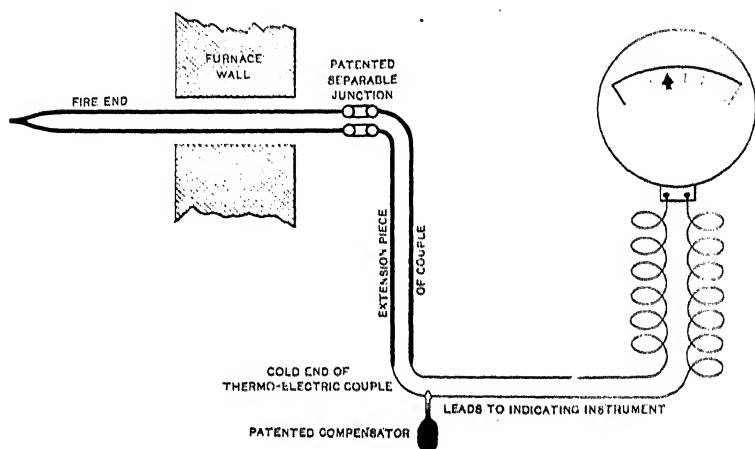 FURNACE
WALL
PATENTED
SEPARABLE
JUNCTION
FIRE END
EXTENSION PIECE
OF COUPLE
COLD END OF
THERMO-ELECTRIC COUPLE
LEADS TO INDICATING INSTRUMENT
PATENTED COMPENSATOR